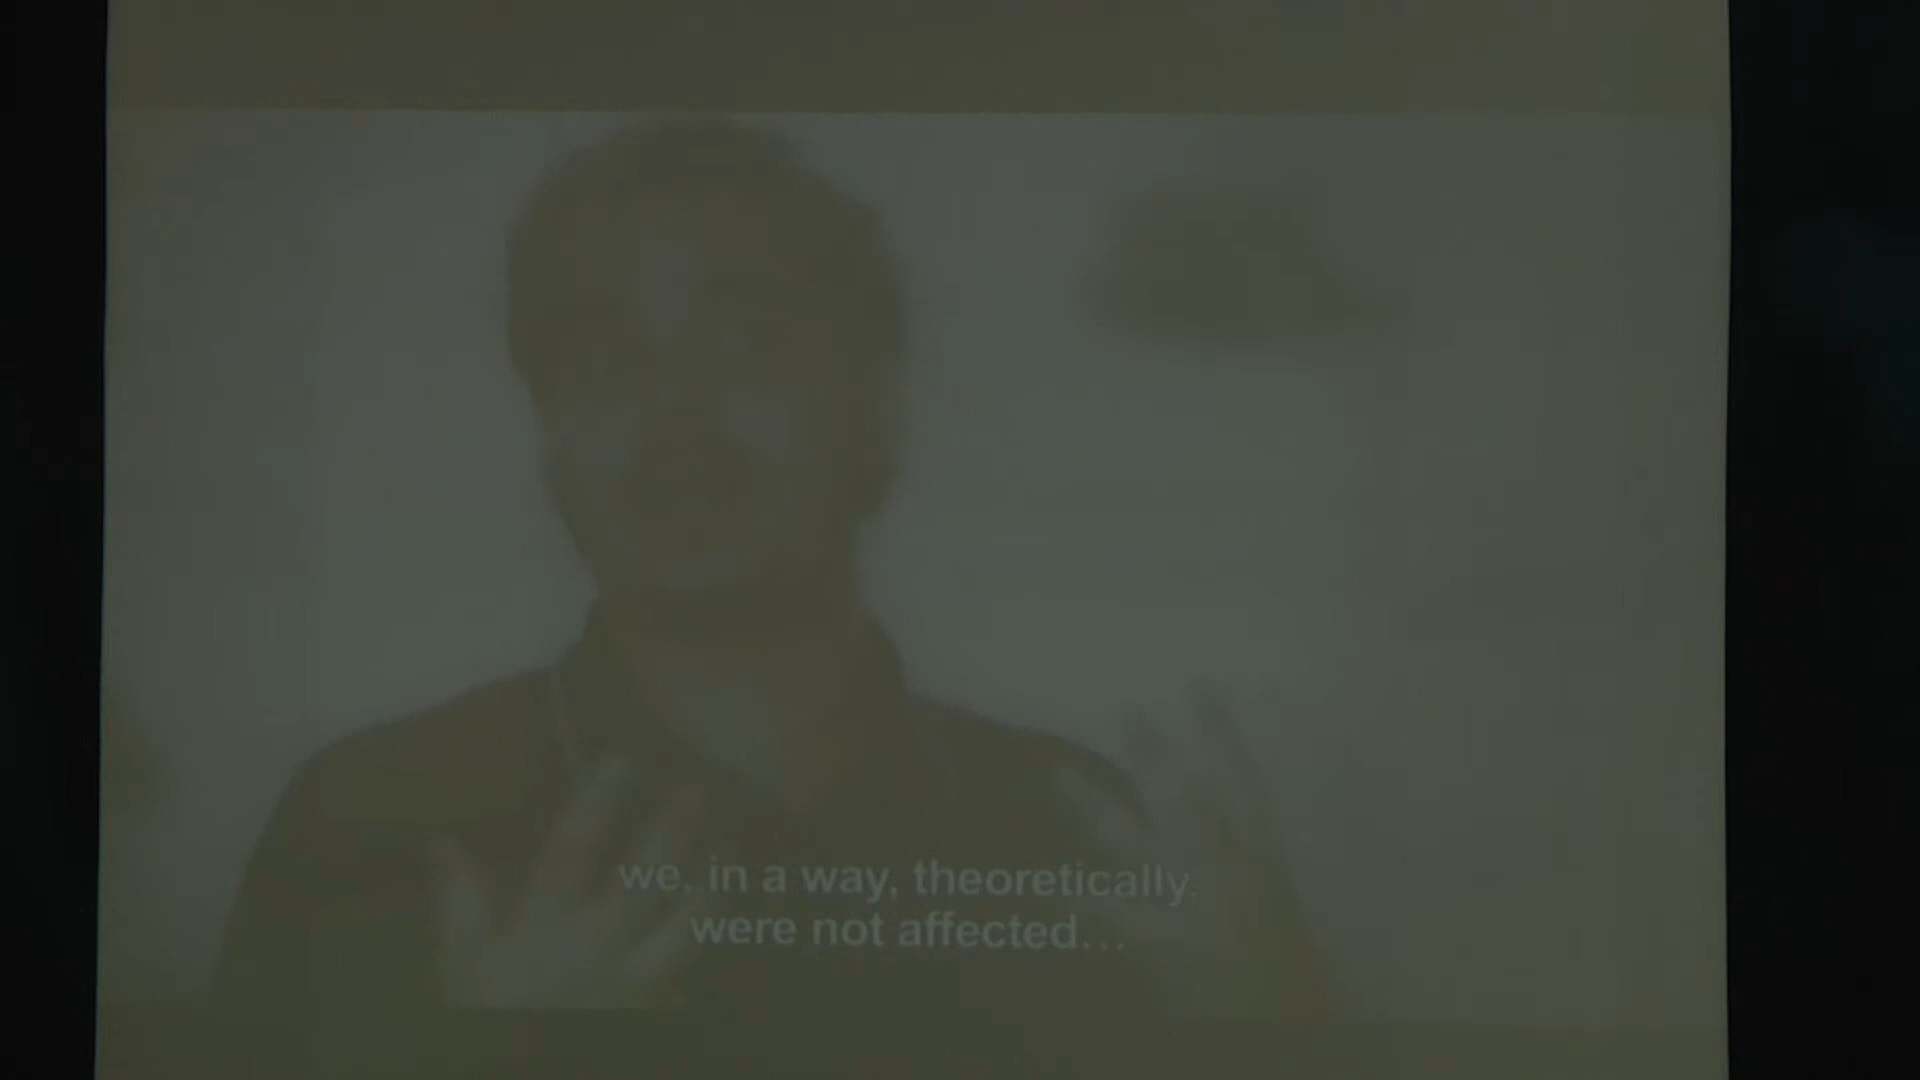 we, in a way, theoretically,
were not affected...